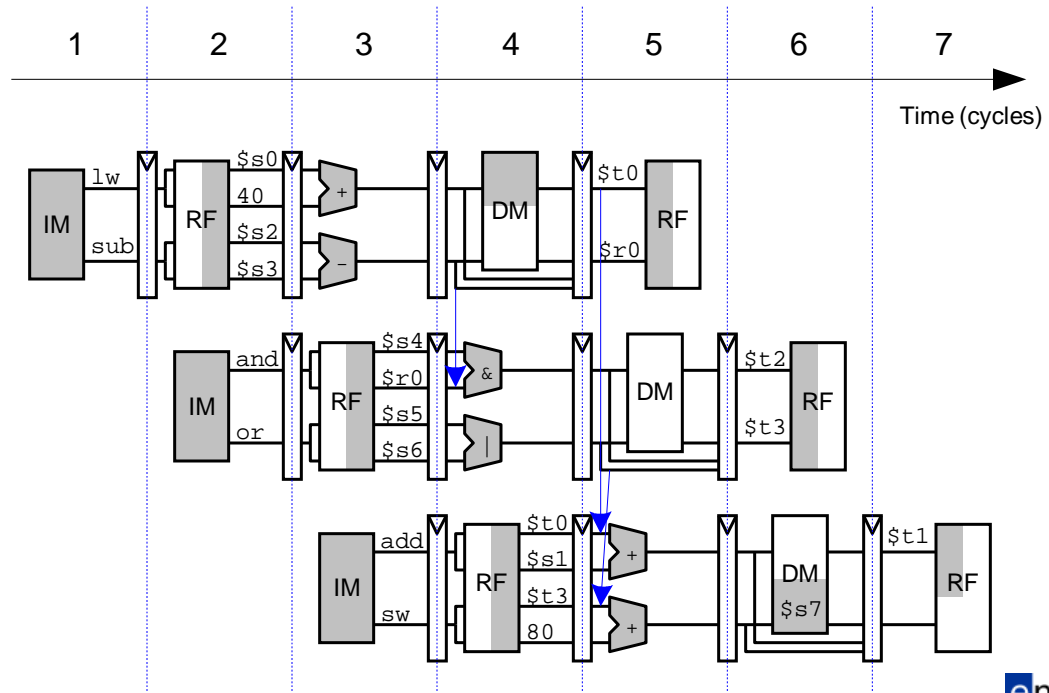 1 2 3 4 5 6 7
Time (cycles)
lw
sub
IM
RF
$s0
40
$s2
$s3
+
-
DM
$t0
$r0
RF
and
or
IM
RF
$s4
$r0
$s5
$s6
&
|
DM
$t2
$t3
RF
add
sw
IM
RF
$t0
$s1
$t3
80
+
+
DM
$s7
$t1
RF